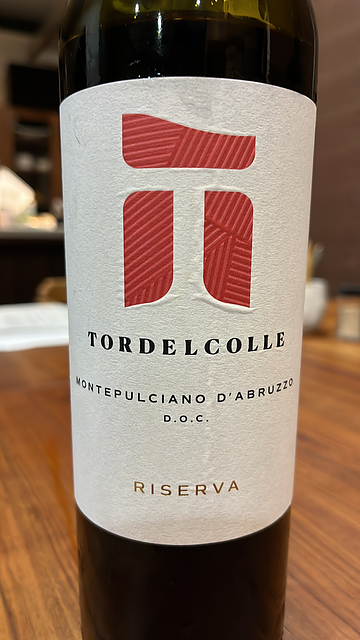 TORDELCOLLE
MONTEPULCIANO D'ABRUZZO
D.O.C.
RISERVA